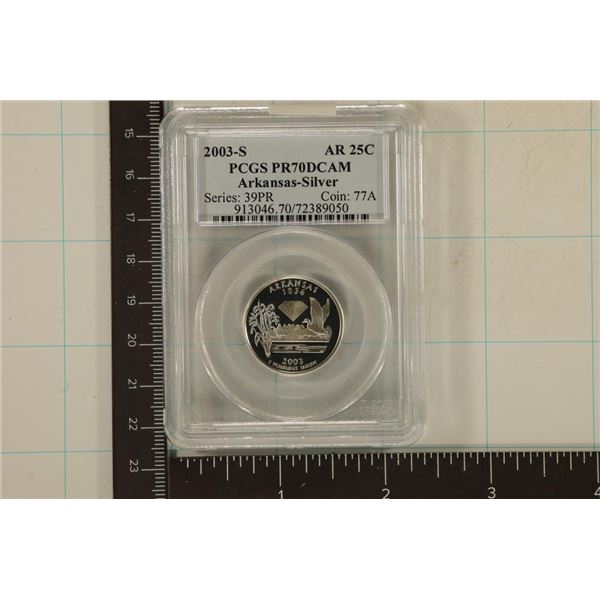 2003-S AR 25C
PCGS PR70DCAM
Arkansas-Silver
Series: 39PR Coin: 77A
913046.70/72389050
ARKANSAS
1836
2003
E PLURIBUS UNUM
15
16
17
18
19
20
21
22
23
1 2 3 4